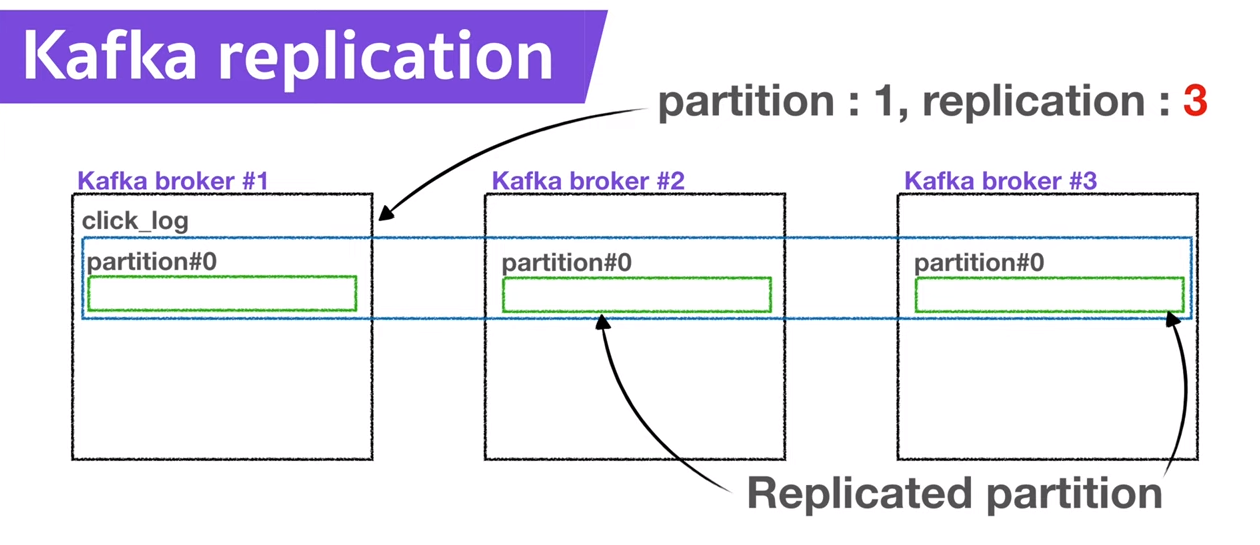 Kafka replication
partition : 1, replication : 3
Kafka broker #1
Kafka broker #2
Kafka broker #3
click_log
partition#0
partition#0
partition#0
Replicated partition